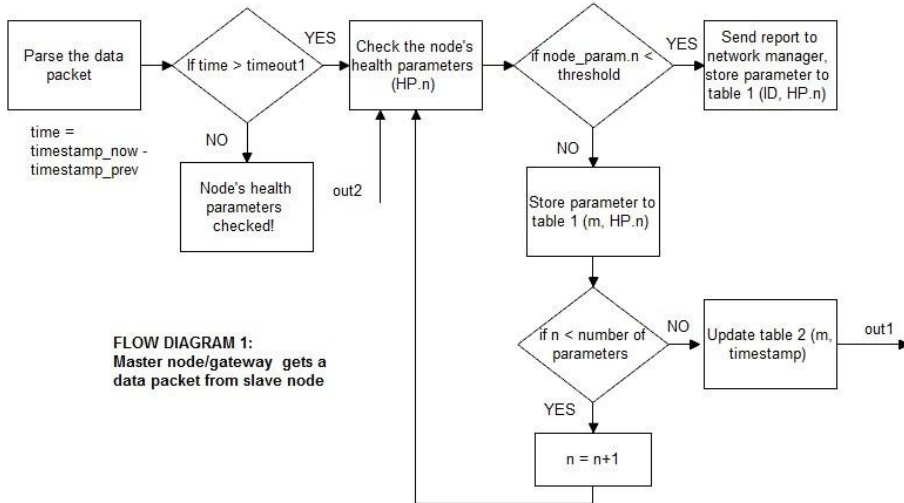 Parse the data
packet
time =
timestamp_now -
timestamp_prev
If time > timeout1
YES
NO
Node's health
parameters
checked!
Check the node's
health parameters
(HP.n)
out2
if node_param.n <
threshold
YES
Send report to
network manager,
store parameter to
table 1 (ID, HP.n)
NO
Store parameter to
table 1 (m, HP.n)
if n < number of
parameters
NO
Update table 2 (m,
timestamp)
out1
YES
n = n+1
FLOW DIAGRAM 1:
Master node/gateway gets a
data packet from slave node